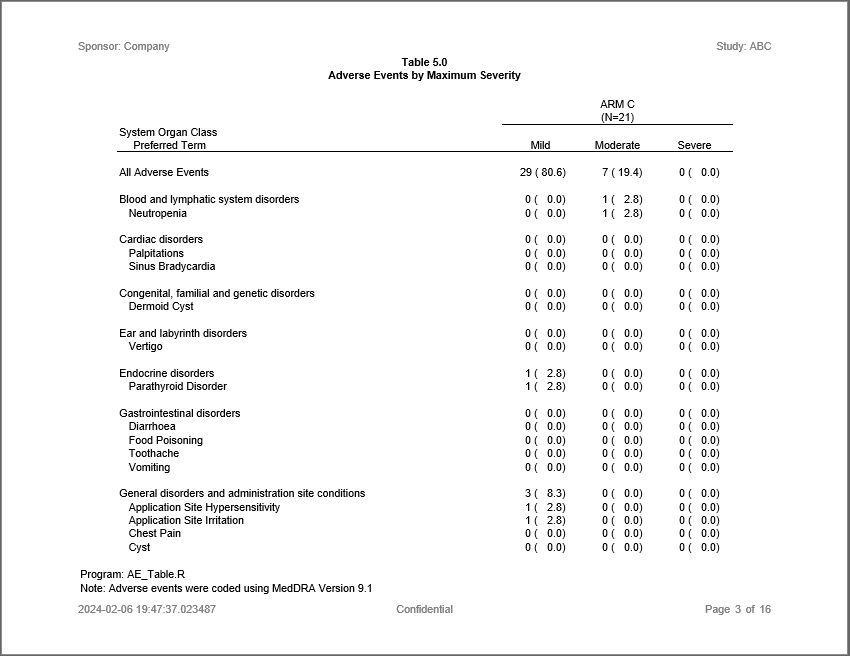 Sponsor: Company Study: ABC
Table 5.0
Adverse Events by Maximum Severity
ARM C
(N=21)
System Organ Class
Preferred Term Mild Moderate Severe
All Adverse Events 29 ( 80.6) 7 ( 19.4) 0 ( 0.0)
Blood and lymphatic system disorders 0 ( 0.0) 1 ( 2.8) 0 ( 0.0)
Neutropenia 0 ( 0.0) 1 ( 2.8) 0 ( 0.0)
Cardiac disorders 0 ( 0.0) 0 ( 0.0) 0 ( 0.0)
Palpitations 0 ( 0.0) 0 ( 0.0) 0 ( 0.0)
Sinus Bradycardia 0 ( 0.0) 0 ( 0.0) 0 ( 0.0)
Congenital, familial and genetic disorders 0 ( 0.0) 0 ( 0.0) 0 ( 0.0)
Dermoid Cyst 0 ( 0.0) 0 ( 0.0) 0 ( 0.0)
Ear and labyrinth disorders 0 ( 0.0) 0 ( 0.0) 0 ( 0.0)
Vertigo 0 ( 0.0) 0 ( 0.0) 0 ( 0.0)
Endocrine disorders 1 ( 2.8) 0 ( 0.0) 0 ( 0.0)
Parathyroid Disorder 1 ( 2.8) 0 ( 0.0) 0 ( 0.0)
Gastrointestinal disorders 0 ( 0.0) 0 ( 0.0) 0 ( 0.0)
Diarrhoea 0 ( 0.0) 0 ( 0.0) 0 ( 0.0)
Food Poisoning 0 ( 0.0) 0 ( 0.0) 0 ( 0.0)
Toothache 0 ( 0.0) 0 ( 0.0) 0 ( 0.0)
Vomiting 0 ( 0.0) 0 ( 0.0) 0 ( 0.0)
General disorders and administration site conditions 3 ( 8.3) 0 ( 0.0) 0 ( 0.0)
Application Site Hypersensitivity 1 ( 2.8) 0 ( 0.0) 0 ( 0.0)
Application Site Irritation 1 ( 2.8) 0 ( 0.0) 0 ( 0.0)
Chest Pain 0 ( 0.0) 0 ( 0.0) 0 ( 0.0)
Cyst 0 ( 0.0) 0 ( 0.0) 0 ( 0.0)
Program: AE_Table.R
Note: Adverse events were coded using MedDRA Version 9.1
2024-02-06 19:47:37.023487 Confidential Page 3 of 16